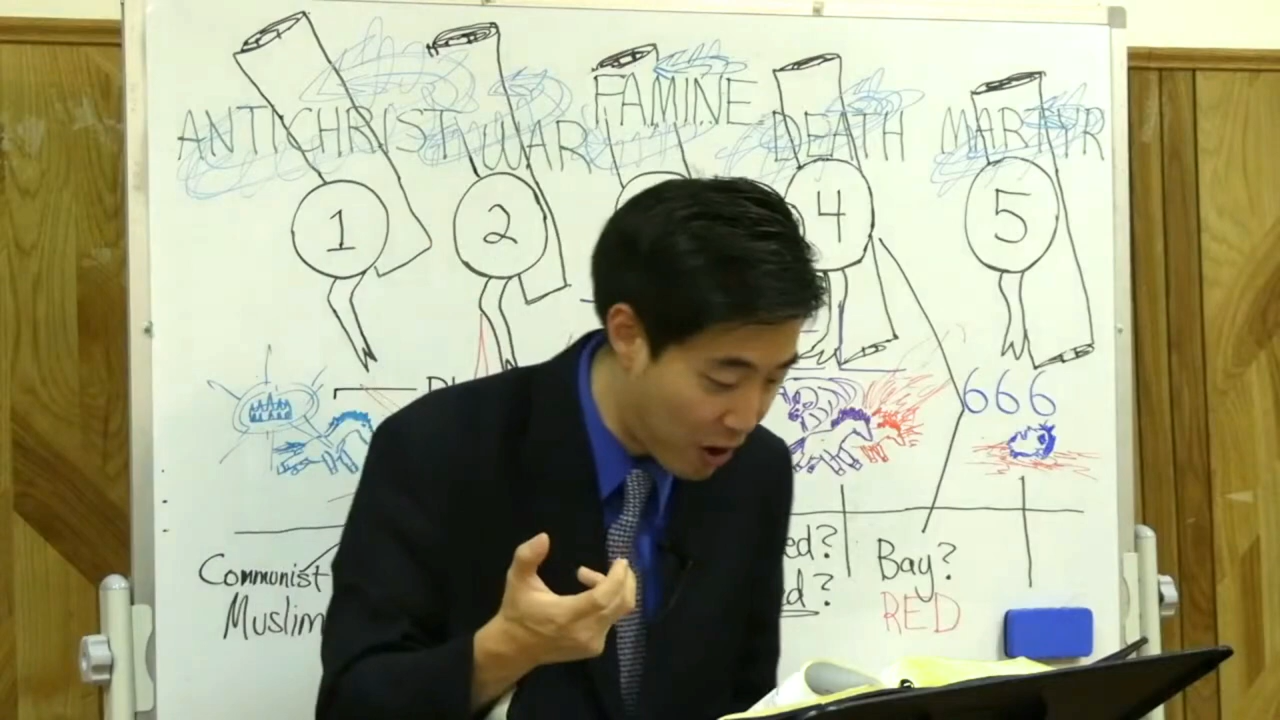 ANTICHRIST WAR FAMINE DEATH MARTYR
1 2 4 5
666
Communist
Muslim
Bay?
RED